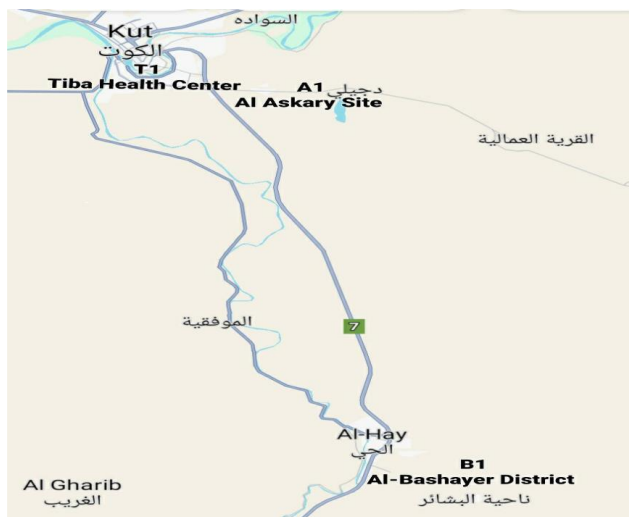 السواده
Kut
الكوت
T1
Tiba Health Center
A1
دجيلي
Al Askary Site
القرية العمالية
الموفقية
7
Al-Hay
الحي
B1
Al-Bashayer District
ناحية البشائر
Al Gharib
الغريب